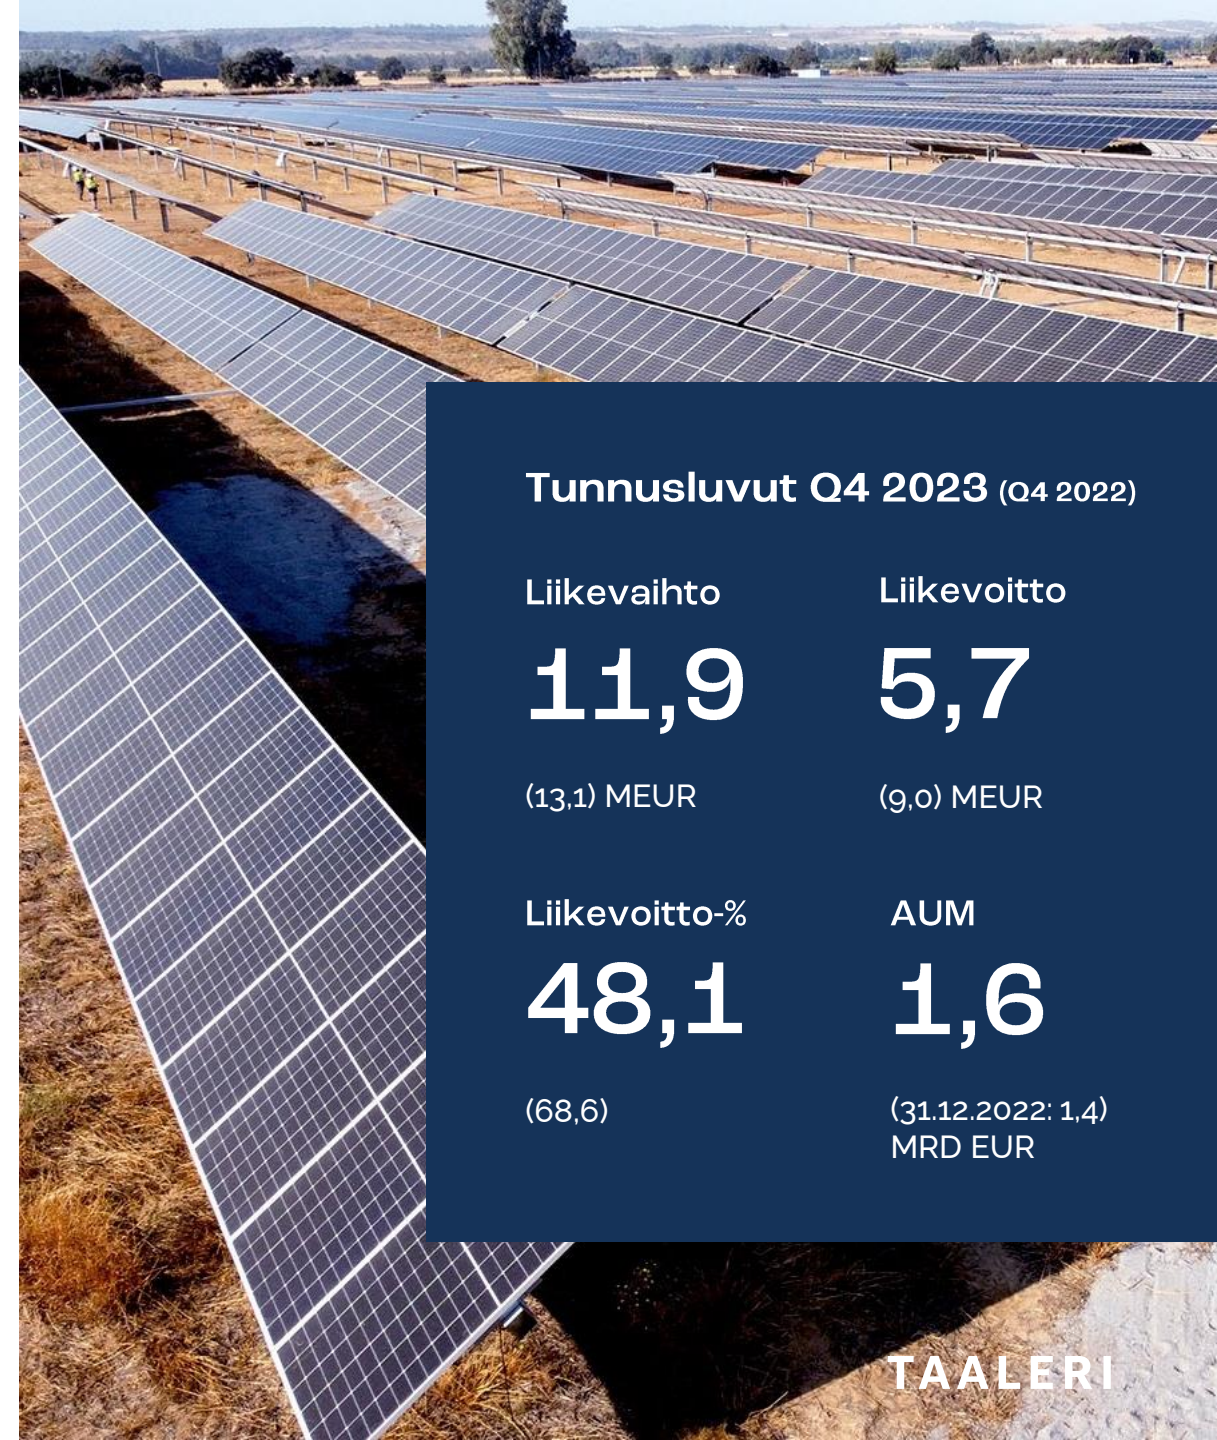 Tunnusluvut Q4 2023 (Q4 2022)
Liikevaihto
11,9
(13,1) MEUR
Liikevoitto
5,7
(9,0) MEUR
Liikevoitto-%
48,1
(68,6)
AUM
1,6
(31.12.2022: 1,4)
MRD EUR
TAALERI